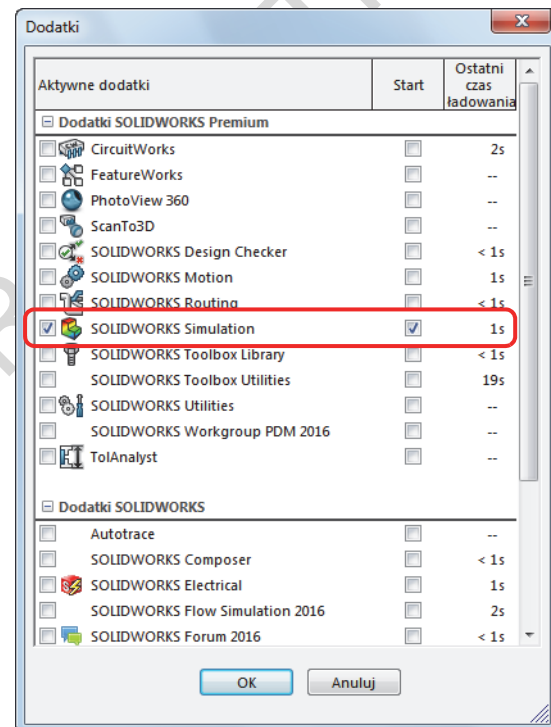 Dodatki
Aktywne dodatki Start Ostatni czas ładowania
Dodatki SOLIDWORKS Premium
CircuitWorks 2s
FeatureWorks --
PhotoView 360 --
ScanTo3D --
SOLIDWORKS Design Checker < 1s
SOLIDWORKS Motion 1s
SOLIDWORKS Routing < 1s
SOLIDWORKS Simulation 1s
SOLIDWORKS Toolbox Library < 1s
SOLIDWORKS Toolbox Utilities 19s
SOLIDWORKS Utilities --
SOLIDWORKS Workgroup PDM 2016 --
TolAnalyst --
Dodatki SOLIDWORKS
Autotrace --
SOLIDWORKS Composer < 1s
SOLIDWORKS Electrical 1s
SOLIDWORKS Flow Simulation 2016 2s
SOLIDWORKS Forum 2016 < 1s
OK Anuluj